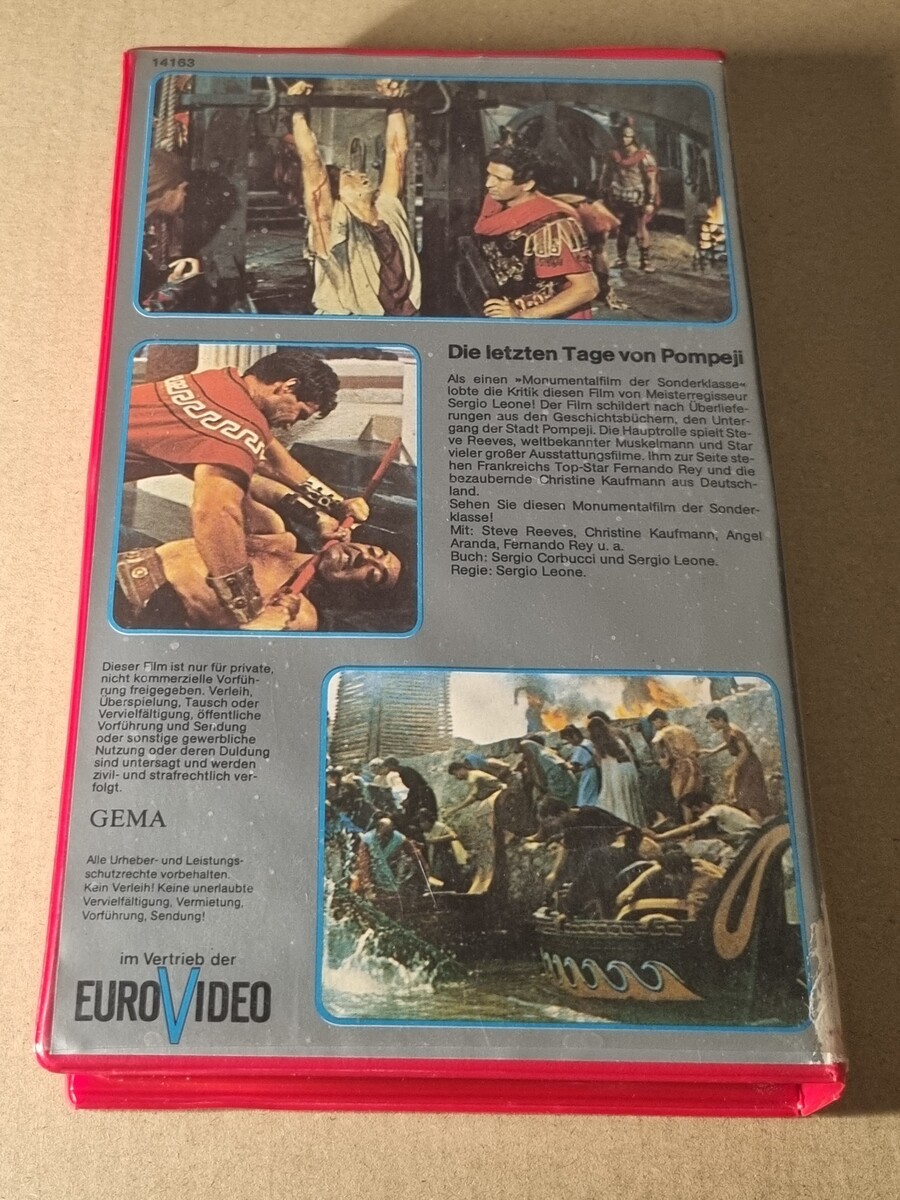 14163
Die letzten Tage von Pompeji
Als einen »Monumentalfilm der Sonderklasse«
lobte die Kritik diesen Film von Meisterregisseur
Sergio Leone! Der Film schildert nach Überliefe-
rungen aus den Geschichtsbüchern, den Unter-
gang der Stadt Pompeji. Die Hauptrolle spielt Ste-
ve Reeves, weltbekannter Muskelmann und Star
vieler großer Ausstattungsfilme. Ihm zur Seite ste-
hen Frankreichs Top-Star Fernando Rey und die
bezaubernde Christine Kaufmann aus Deutsch-
land.
Sehen Sie diesen Monumentalfilm der Sonder-
klasse!
Mit: Steve Reeves, Christine Kaufmann, Angel
Aranda, Fernando Rey u. a.
Buch: Sergio Corbucci und Sergio Leone.
Regie: Sergio Leone.
Dieser Film ist nur für private,
nicht kommerzielle Vorfüh-
rung freigegeben. Verleih,
Überspielung, Tausch oder
Vervielfältigung, öffentliche
Vorführung und Sendung
oder sonstige gewerbliche
Nutzung oder deren Duldung
sind untersagt und werden
zivil- und strafrechtlich ver-
folgt.
GEMA
Alle Urheber- und Leistungs-
schutzrechte vorbehalten.
Kein Verleih! Keine unerlaubte
Vervielfältigung, Vermietung,
Vorführung, Sendung!
im Vertrieb der
EUROVIDEO